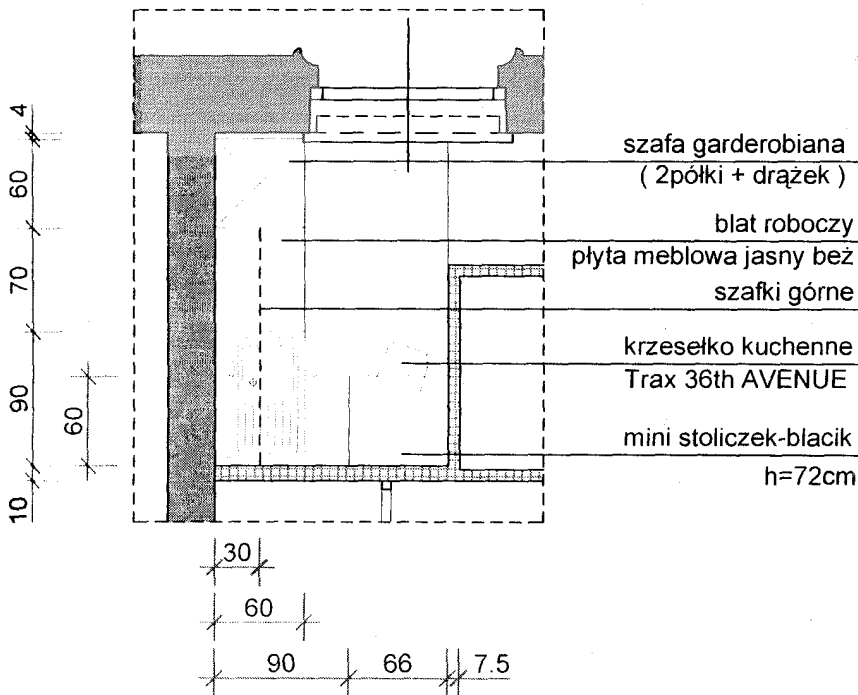 szafa garderobiana
( 2półki + drążek )
blat roboczy
płyta meblowa jasny beż
szafki górne
krzesełko kuchenne
Trax 36th AVENUE
mini stoliczek-blacik
h=72cm
4
60
70
90
60
10
30
60
90
66
7.5